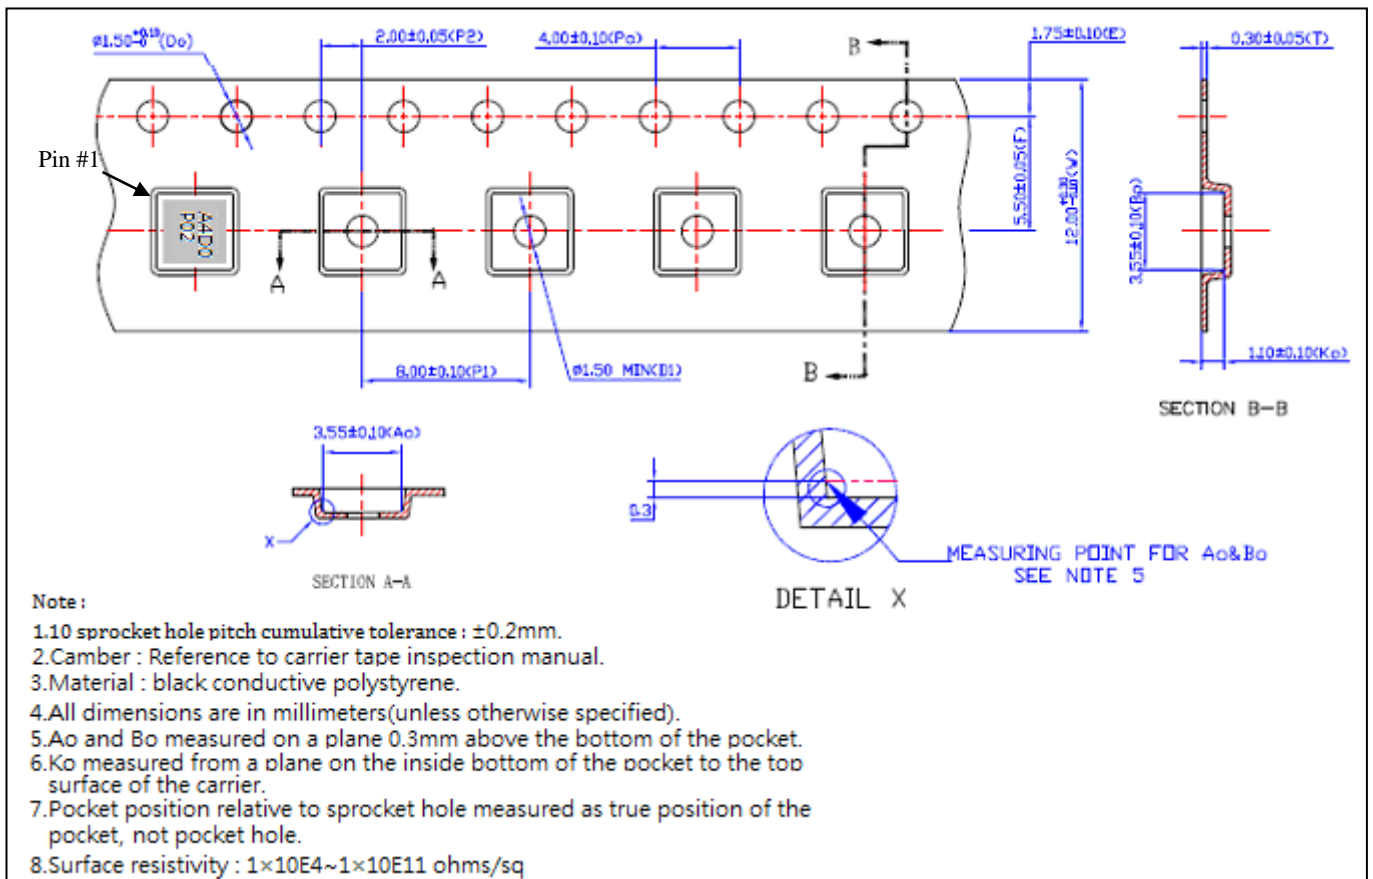 ø1.50+0.10-0(Do)
2.00±0.05(P2)
4.00±0.10(Po)
B
1.75±0.10(E)
0.30±0.05(T)
Pin #1
A4D0
P02
A
A
5.50±0.05(F)
12.00+0.30-0.10(W)
3.55±0.10(Bo)
8.00±0.10(P1)
ø1.50 MIN(D1)
B
1.10±0.10(Ko)
SECTION B-B
3.55±0.10(Ao)
X
SECTION A-A
0.3
MEASURING POINT FOR Ao&Bo
SEE NOTE 5
DETAIL X
Note:
1.10 sprocket hole pitch cumulative tolerance: ±0.2mm.
2.Camber : Reference to carrier tape inspection manual.
3.Material : black conductive polystyrene.
4.All dimensions are in millimeters(unless otherwise specified).
5.Ao and Bo measured on a plane 0.3mm above the bottom of the pocket.
6.Ko measured from a plane on the inside bottom of the pocket to the top
surface of the carrier.
7.Pocket position relative to sprocket hole measured as true position of the
pocket, not pocket hole.
8.Surface resistivity : 1×10E4~1×10E11 ohms/sq